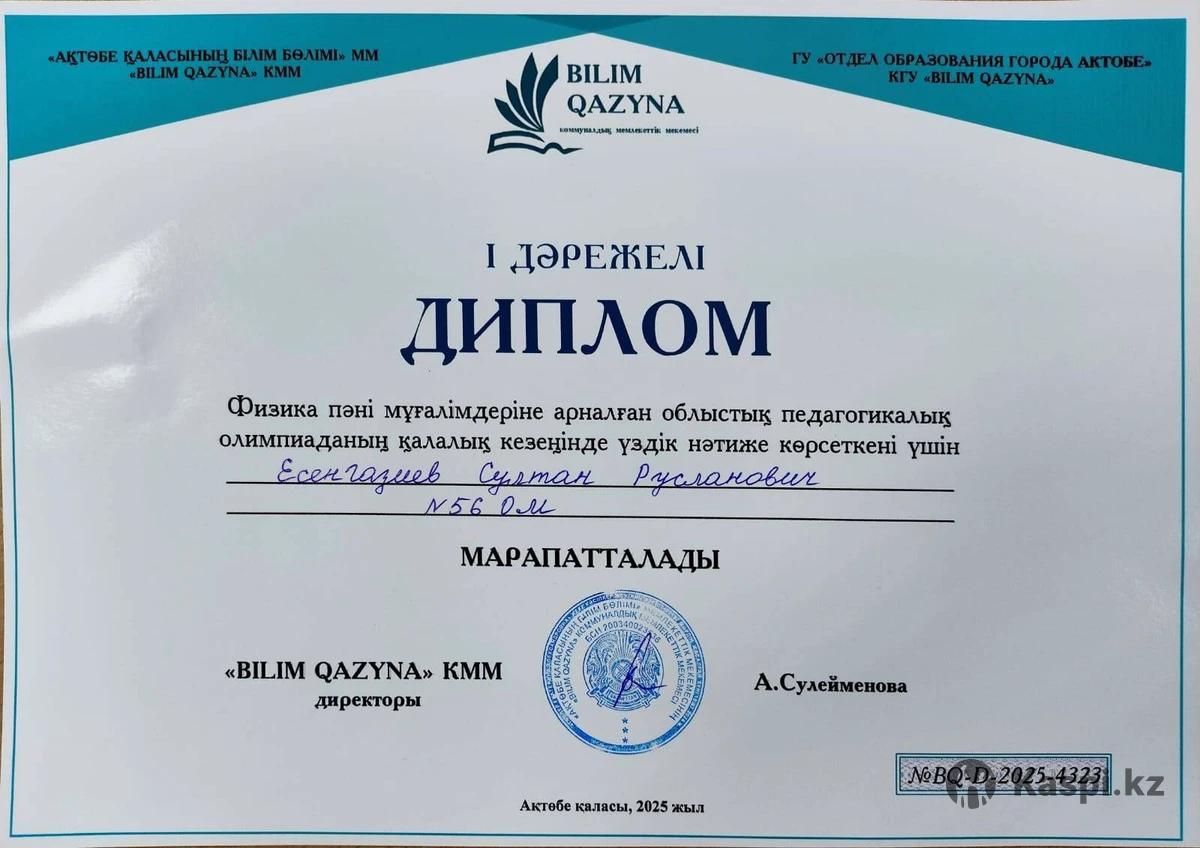 «АҚТӨБЕ ҚАЛАСЫНЫҢ БІЛІМ БӨЛІМІ» ММ
«BILIM QAZYNA» КММ
ГУ «ОТДЕЛ ОБРАЗОВАНИЯ ГОРОДА АКТОБЕ»
КГУ «BILIM QAZYNA»
BILIM
QAZYNA
коммуналдық мемлекеттік мекемесі
І ДӘРЕЖЕЛІ
ДИПЛОМ
Физика пәні мұғалімдеріне арналған облыстық педагогикалық
олимпиаданың қалалық кезеңінде үздік нәтиже көрсеткені үшін
Есенгазиев Султан Русланович
N56 ОМ
МАРАПАТТАЛАДЫ
«BILIM QAZYNA» КММ
директоры
А.Сулейменова
№BQ-D-2025-4323
Kaspi.kz
Ақтөбе қаласы, 2025 жыл